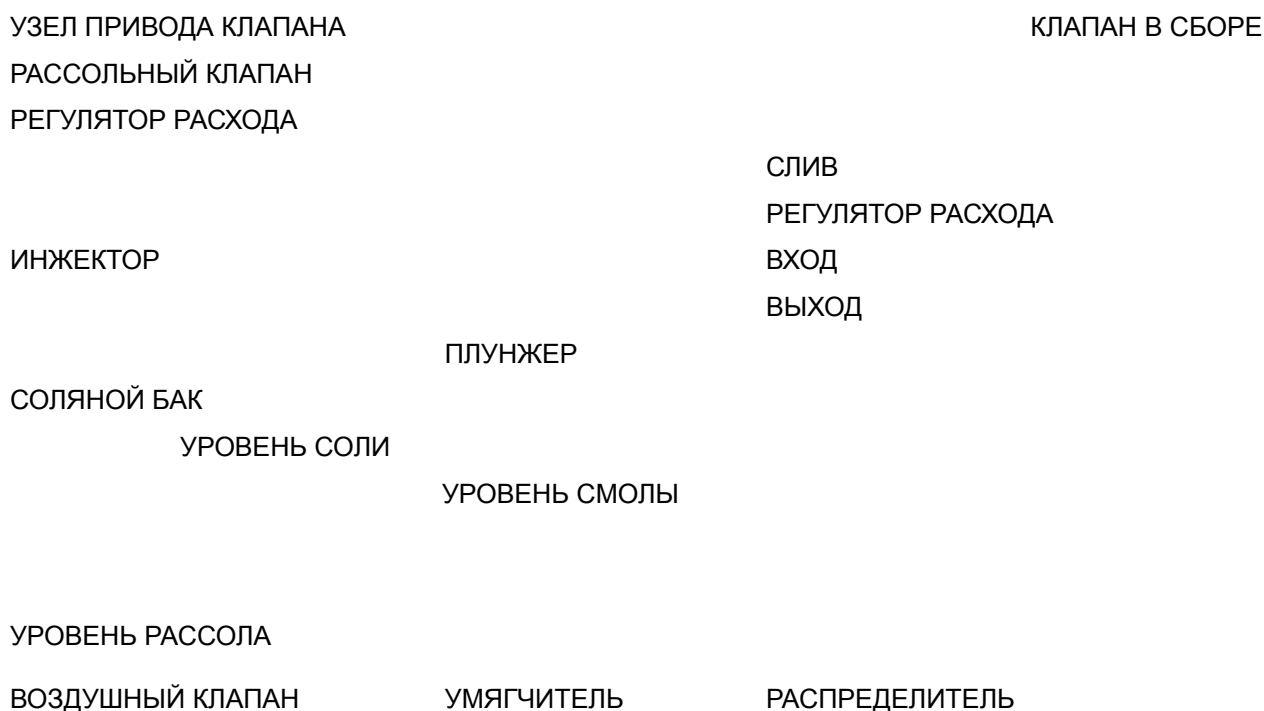 УЗЕЛ ПРИВОДА КЛАПАНА КЛАПАН В СБОРЕ
РАССОЛЬНЫЙ КЛАПАН
РЕГУЛЯТОР РАСХОДА
СЛИВ
РЕГУЛЯТОР РАСХОДА
ИНЖЕКТОР ВХОД
ВЫХОД
ПЛУНЖЕР
СОЛЯНОЙ БАК
УРОВЕНЬ СОЛИ
УРОВЕНЬ СМОЛЫ
УРОВЕНЬ РАССОЛА
ВОЗДУШНЫЙ КЛАПАН УМЯГЧИТЕЛЬ РАСПРЕДЕЛИТЕЛЬ